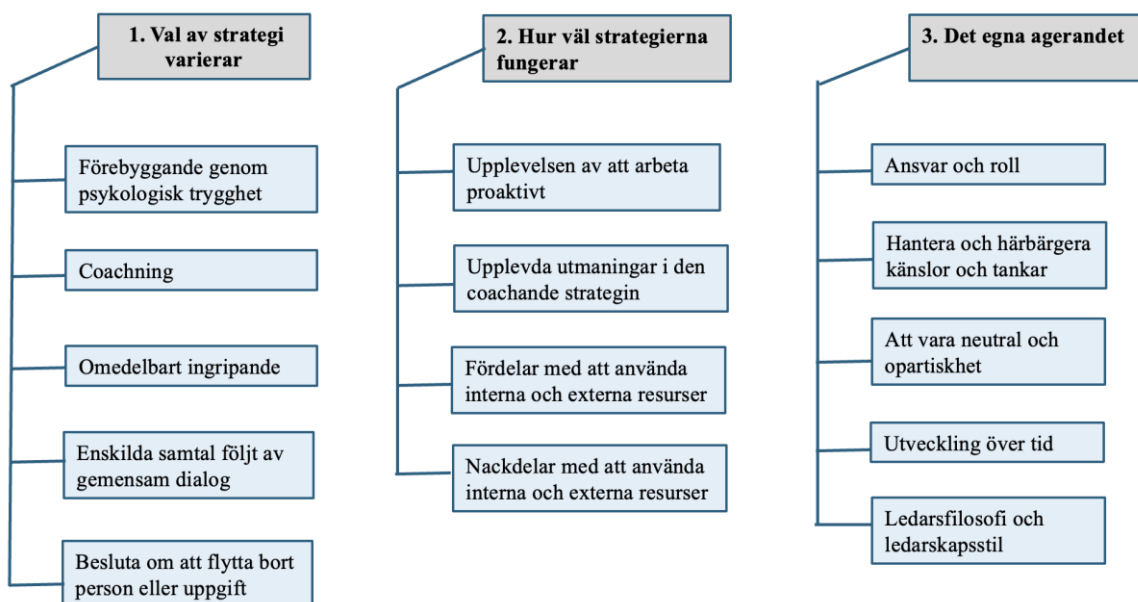 1. Val av strategi
varierar
Förebyggande genom
psykologisk trygghet
Coachning
Omedelbart ingripande
Enskilda samtal följt av
gemensam dialog
Besluta om att flytta bort
person eller uppgift
2. Hur väl strategierna
fungerar
Upplevelsen av att arbeta
proaktivt
Upplevda utmaningar i den
coachande strategin
Fördelar med att använda
interna och externa resurser
Nackdelar med att använda
interna och externa resurser
3. Det egna agerandet
Ansvar och roll
Hantera och härbärgera
känslor och tankar
Att vara neutral och
opartiskhet
Utveckling över tid
Ledarsfilosofi och
ledarskapsstil